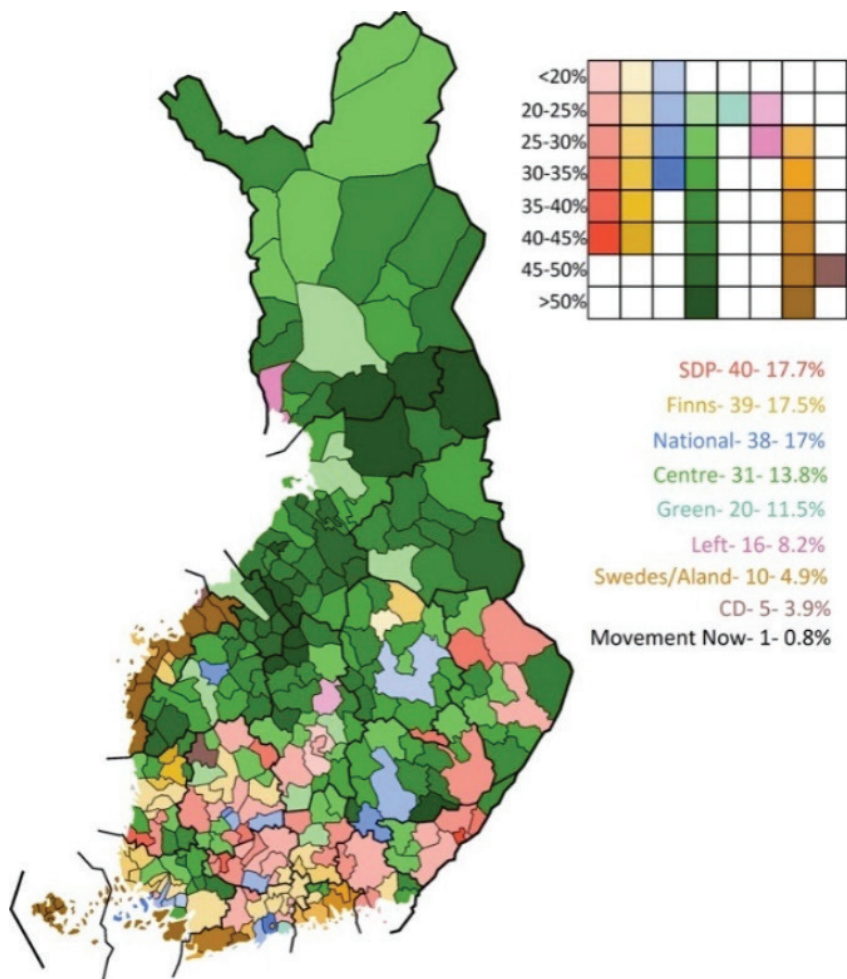 <20%
20-25%
25-30%
30-35%
35-40%
40-45%
45-50%
>50%
SDP- 40- 17.7%
Finns- 39- 17.5%
National- 38- 17%
Centre- 31- 13.8%
Green- 20- 11.5%
Left- 16- 8.2%
Swedes/Aland- 10- 4.9%
CD- 5- 3.9%
Movement Now- 1- 0.8%